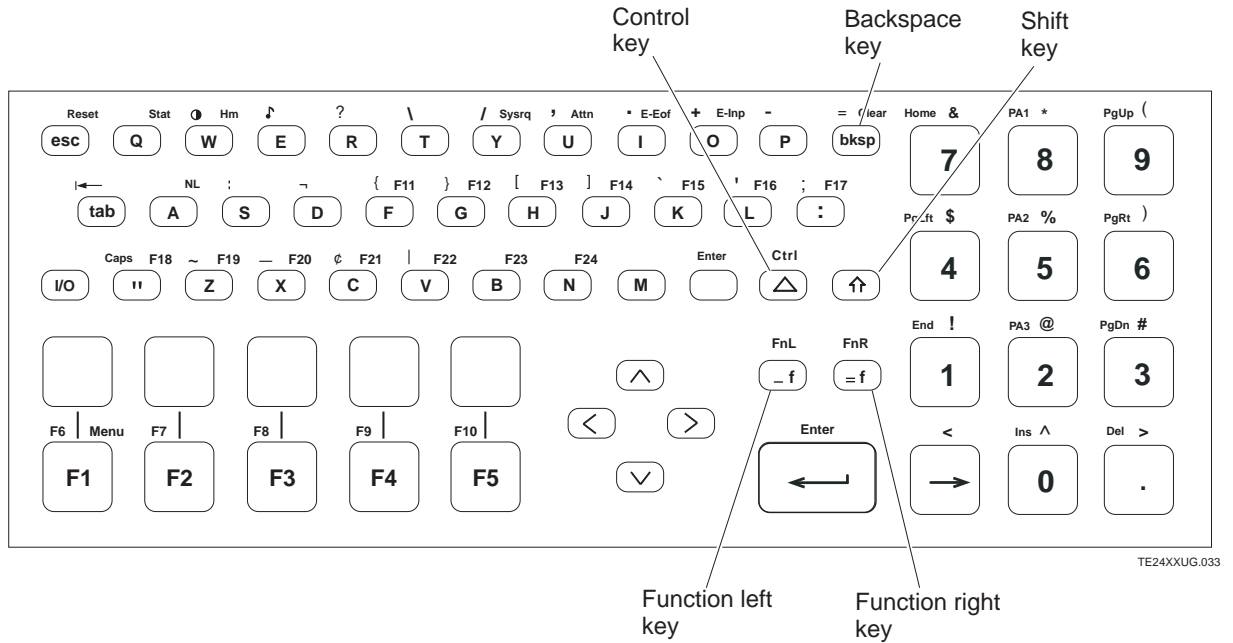 Control key
Backspace key
Shift key
Reset Stat Hm ? \ / Sysrq , Attn . E-Eof + E-Inp - = Clear Home & PA1 * PgUp (
esc Q W E R T Y U I O P bksp 7 8 9
NL ¦ ¬ { F11 } F12 [ F13 ] F14 ` F15 ' F16 ; F17 PgLft $ PA2 % PgRt )
tab A S D F G H J K L : 4 5 6
Caps F18 ~ F19 — F20 ¢ F21 | F22 F23 F24 Enter Ctrl
I/O " Z X C V B N M
End ! PA3 @ PgDn #
FnL FnR
– f = f 1 2 3
F6 Menu F7 F8 F9 F10 Enter < Ins ^ Del >
F1 F2 F3 F4 F5 0 .
TE24XXUG.033
Function left key
Function right key